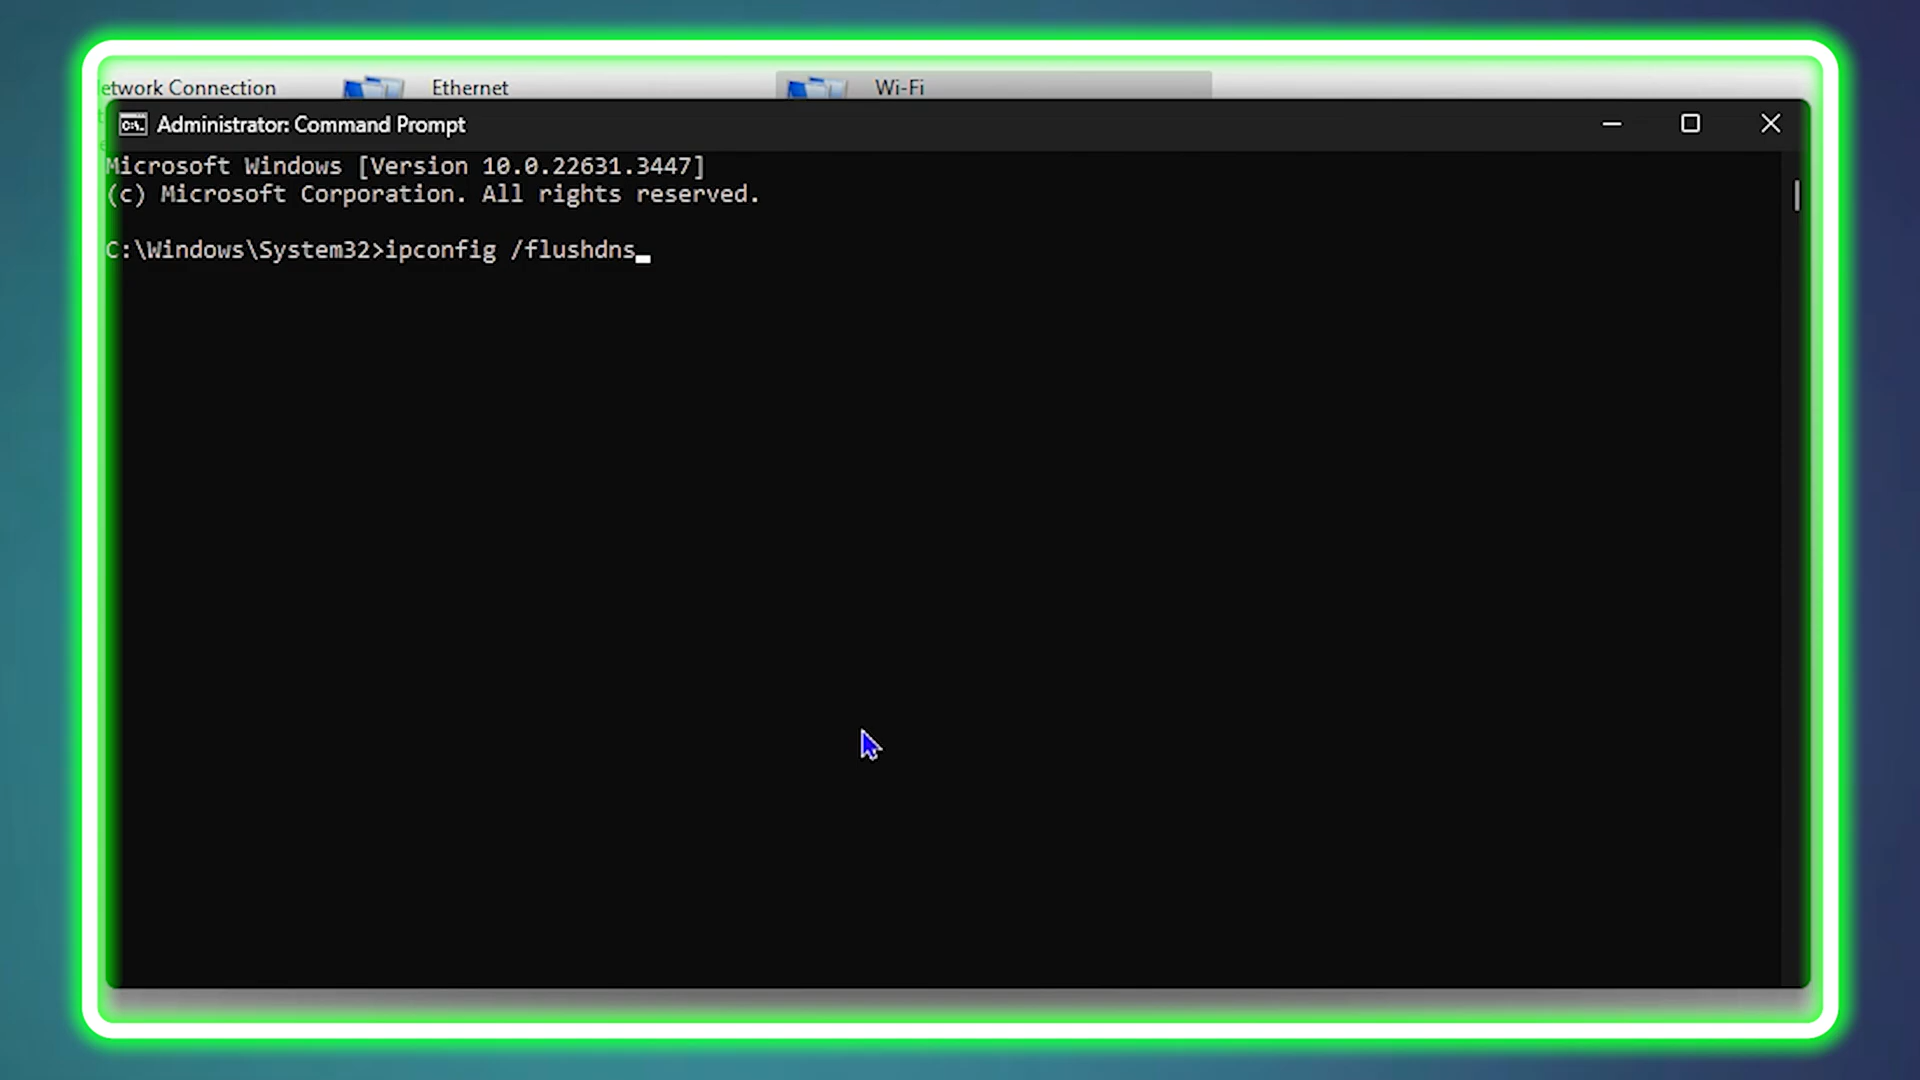 etwork Connection
Ethernet
Wi-Fi
Administrator: Command Prompt
Microsoft Windows [Version 10.0.22631.3447]
(c) Microsoft Corporation. All rights reserved.
C:\Windows\System32>ipconfig /flushdns